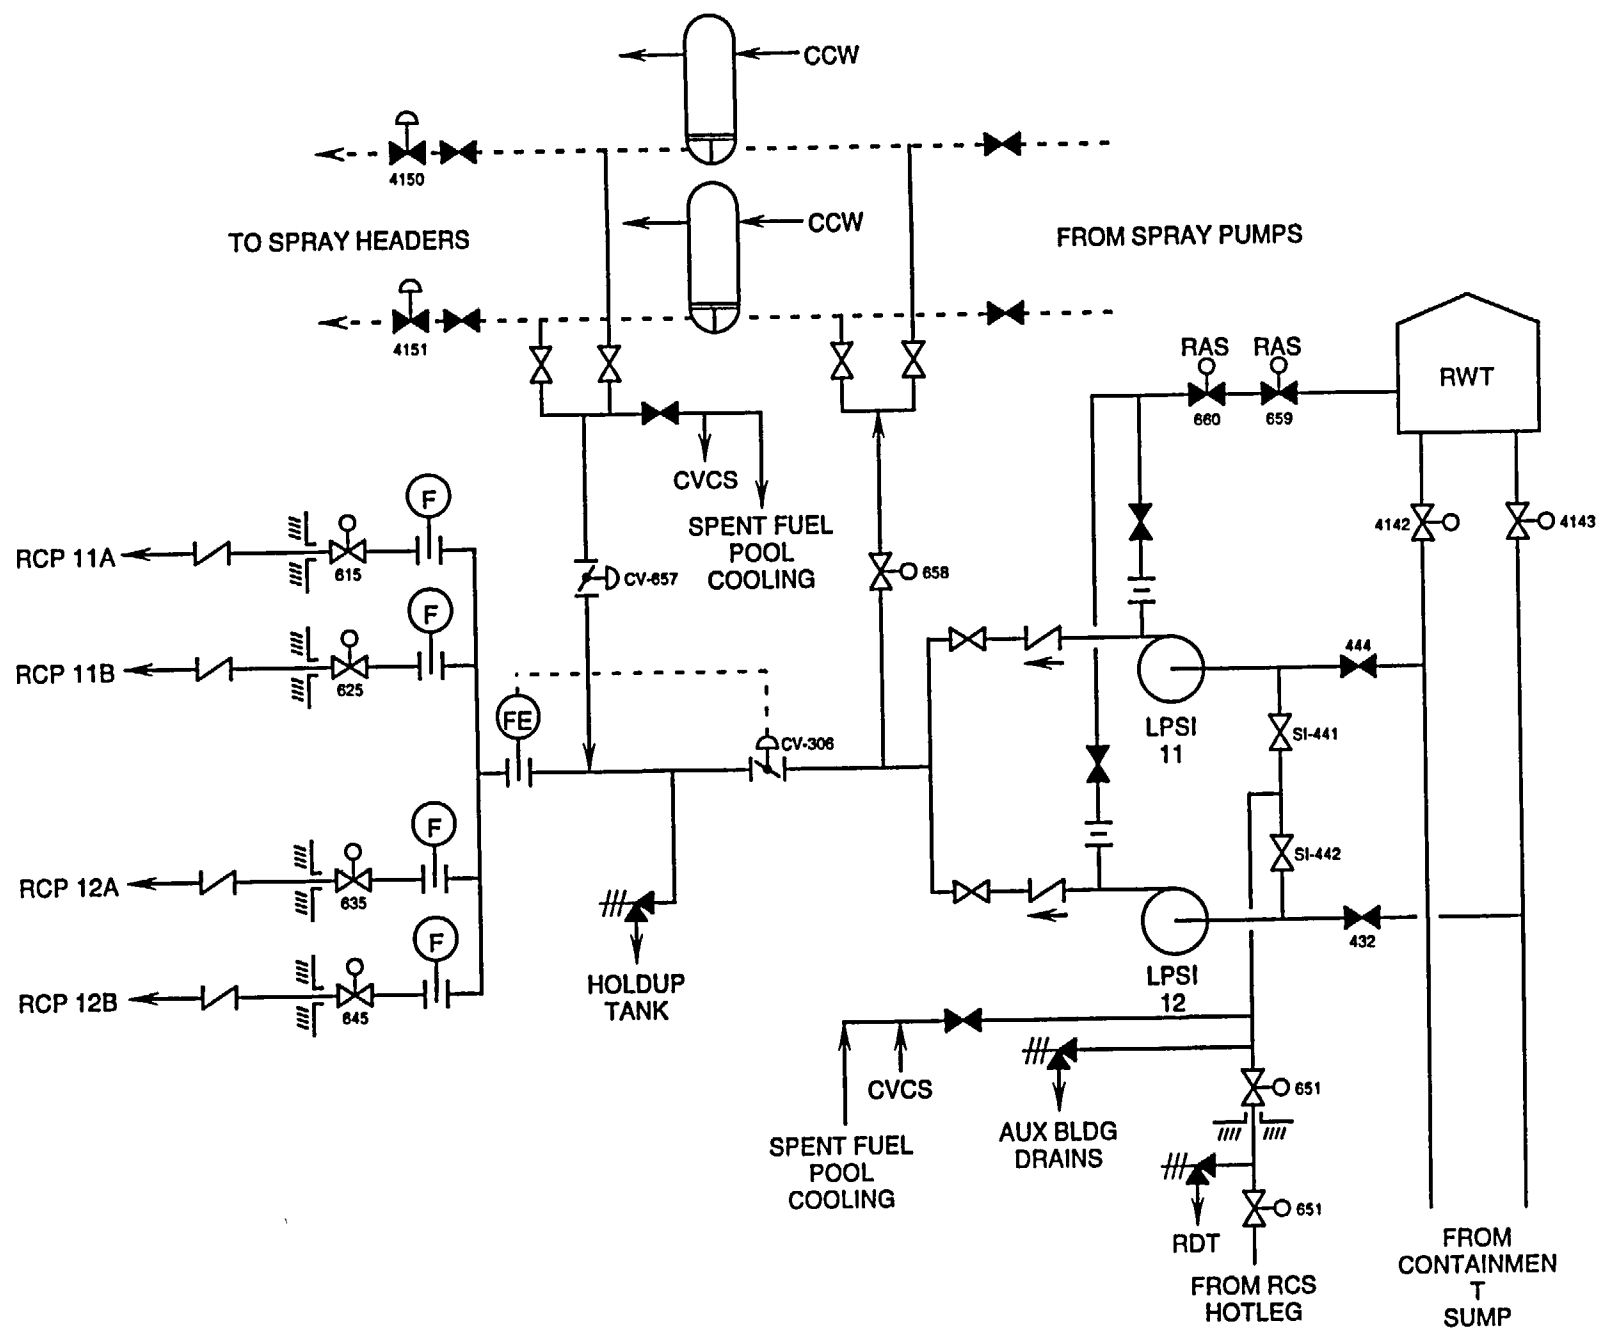 CCW
4150
CCW
TO SPRAY HEADERS
FROM SPRAY PUMPS
4151
RAS
RAS
660
659
RWT
CVCS
SPENT FUEL
POOL
COOLING
4142
4143
F
RCP 11A
615
CV-657
658
F
RCP 11B
625
444
FE
CV-306
LPSI
11
SI-441
F
RCP 12A
635
SI-442
F
RCP 12B
645
HOLDUP
TANK
432
LPSI
12
CVCS
SPENT FUEL
POOL
COOLING
AUX BLDG
DRAINS
651
651
RDT
FROM RCS
HOTLEG
FROM
CONTAINMEN
T
SUMP